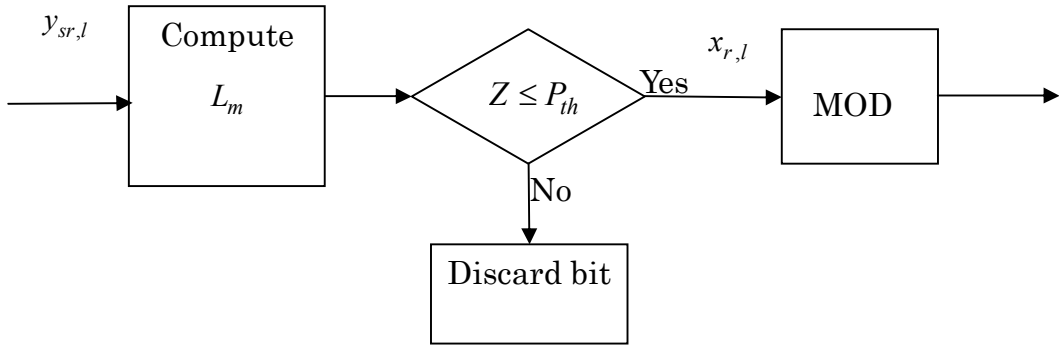 y_{sr,l}
Compute
L_m
Z ≤ P_{th}
Yes
x_{r,l}
MOD
No
Discard bit